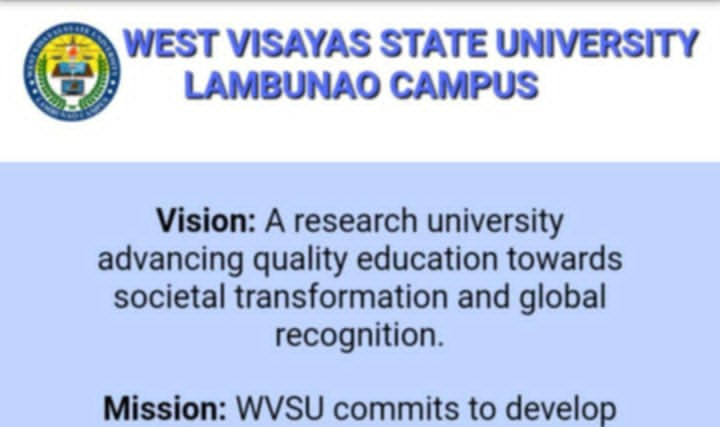 WEST VISAYAS STATE UNIVERSITY
LAMBUNAO CAMPUS
Vision: A research university
advancing quality education towards
societal transformation and global
recognition.
Mission: WVSU commits to develop